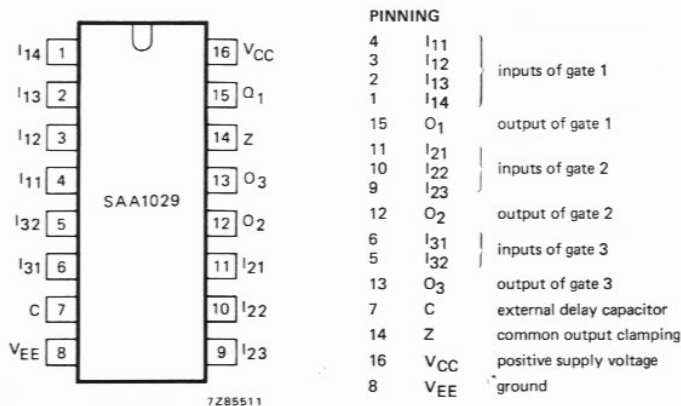 I14 1
16 VCC
I13 2
15 Q1
I12 3
14 Z
I11 4
13 O3
SAA1029
I32 5
12 O2
I31 6
11 I21
C 7
10 I22
VEE 8
9 I23
7Z85511
PINNING
4 I11
3 I12
2 I13
1 I14
inputs of gate 1
15 O1 output of gate 1
11 I21
10 I22
9 I23
inputs of gate 2
12 O2 output of gate 2
6 I31
5 I32
inputs of gate 3
13 O3 output of gate 3
7 C external delay capacitor
14 Z common output clamping
16 VCC positive supply voltage
8 VEE ground